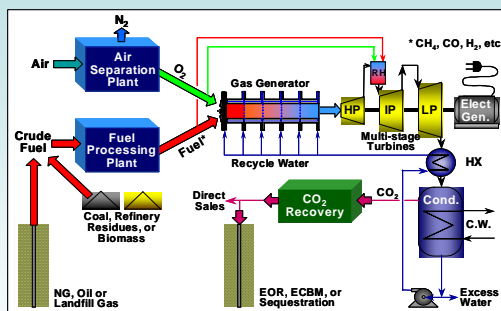 N2
Air
Air
Separation
Plant
O2
Crude
Fuel
Fuel
Processing
Plant
Fuel*
Gas Generator
Recycle Water
RH
HP
IP
LP
Multi-stage
Turbines
* CH4, CO, H2, etc
Elect
Gen.
HX
Coal, Refinery
Residues, or
Biomass
Direct
Sales
CO2
Recovery
CO2
Cond.
C.W.
NG, Oil or
Landfill Gas
EOR, ECBM, or
Sequestration
Excess
Water